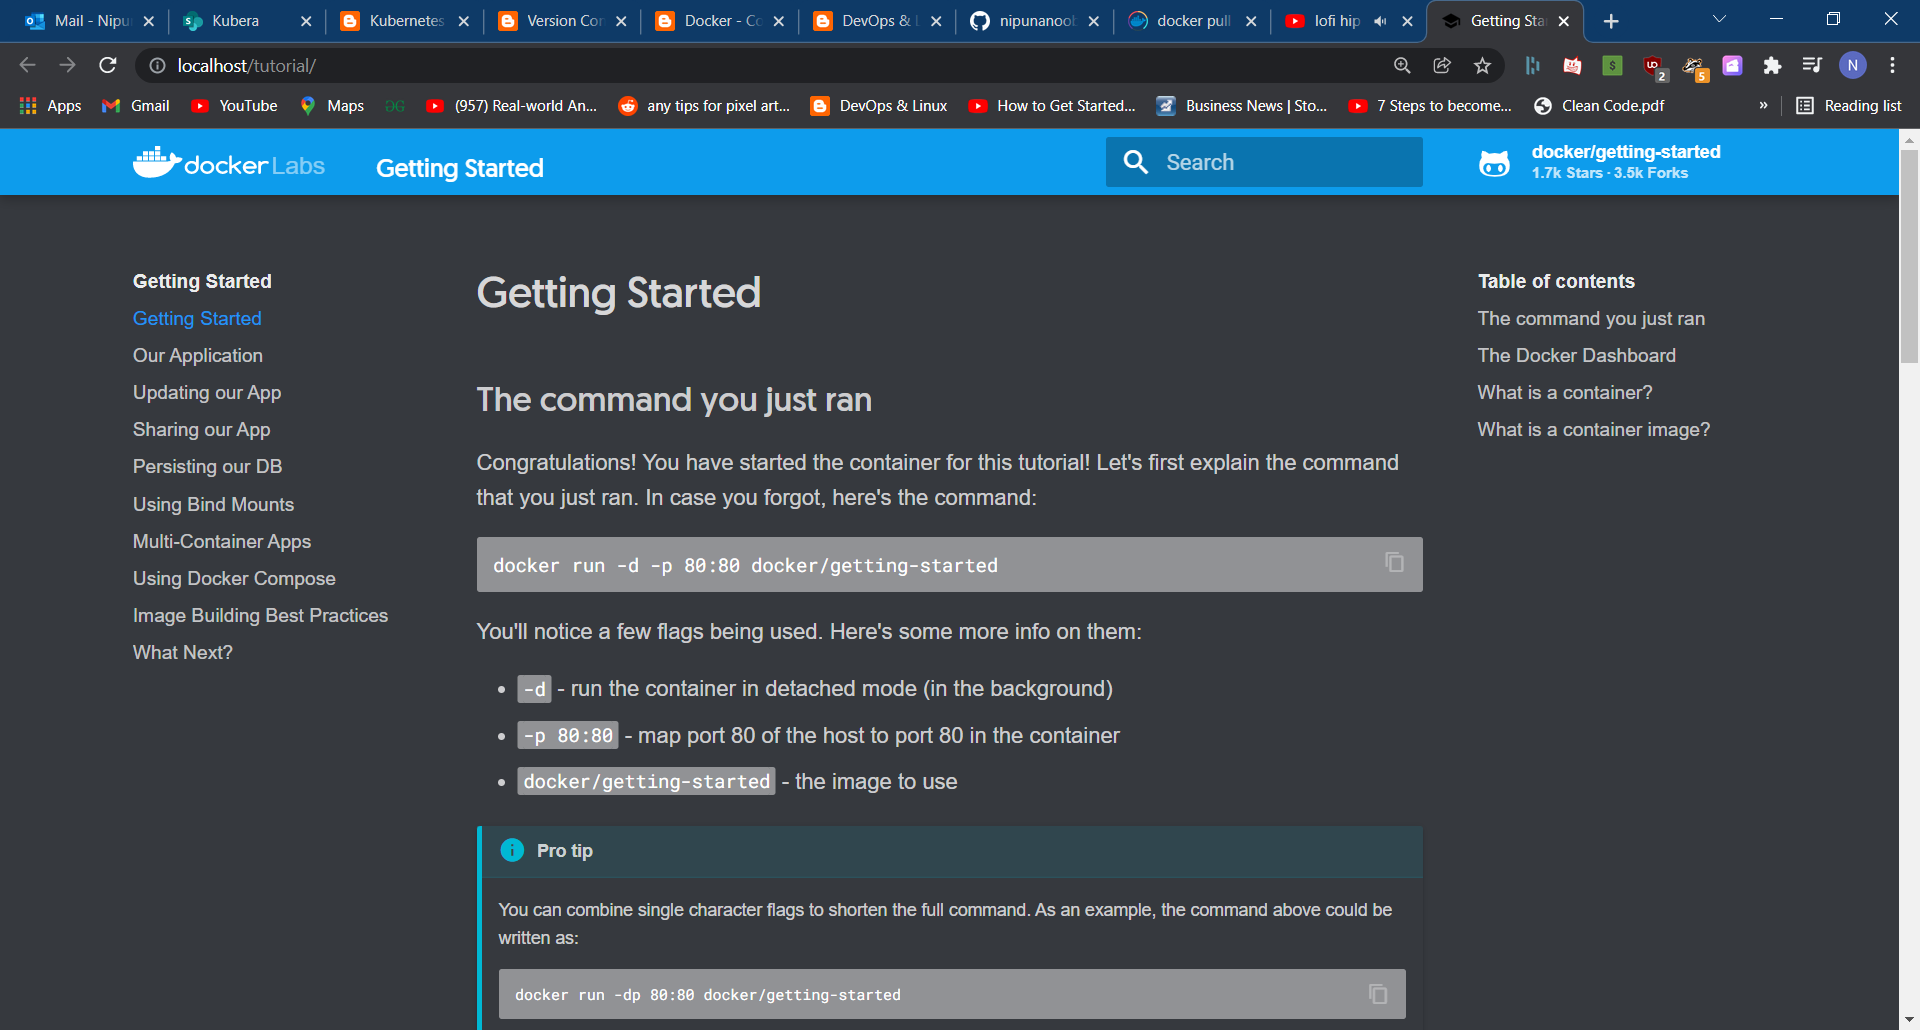 Mail - Nipu
Kubera
Kubernetes
Version Con
Docker - Co
DevOps & L
nipunanoob
docker pull
lofi hip
Getting Sta
localhost/tutorial/
2
5
N
Apps
Gmail
YouTube
Maps
(957) Real-world An...
any tips for pixel art...
DevOps & Linux
How to Get Started...
Business News | Sto...
7 Steps to become...
Clean Code.pdf
»
Reading list
docker Labs
Getting Started
Search
docker/getting-started
1.7k Stars · 3.5k Forks
Getting Started
Getting Started
Our Application
Updating our App
Sharing our App
Persisting our DB
Using Bind Mounts
Multi-Container Apps
Using Docker Compose
Image Building Best Practices
What Next?
Getting Started
The command you just ran
Congratulations! You have started the container for this tutorial! Let's first explain the command
that you just ran. In case you forgot, here's the command:
docker run -d -p 80:80 docker/getting-started
You'll notice a few flags being used. Here's some more info on them:
• -d - run the container in detached mode (in the background)
• -p 80:80 - map port 80 of the host to port 80 in the container
• docker/getting-started - the image to use
Pro tip
You can combine single character flags to shorten the full command. As an example, the command above could be
written as:
docker run -dp 80:80 docker/getting-started
Table of contents
The command you just ran
The Docker Dashboard
What is a container?
What is a container image?